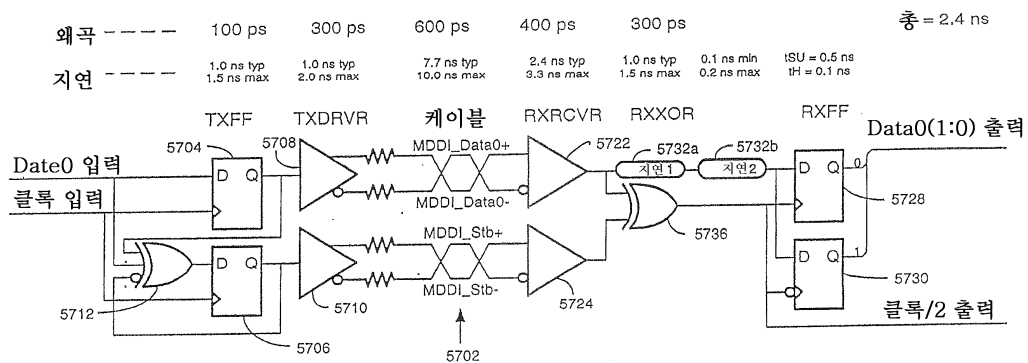 왜곡 ---- 100 ps 300 ps 600 ps 400 ps 300 ps 총 = 2.4 ns
지연 ---- 1.0 ns typ 1.0 ns typ 7.7 ns typ 2.4 ns typ 1.0 ns typ 0.1 ns min tSU = 0.5 ns
1.5 ns max 2.0 ns max 10.0 ns max 3.3 ns max 1.5 ns max 0.2 ns max tH = 0.1 ns
TXFF TXDRVR 케이블 RXRCVR RXXOR RXFF
5704 5708 MDDI_Data0+ 5722 5732a 5732b Data0(1:0) 출력
Date0 입력 D Q 지연1 지연2 D Q 0
클록 입력 MDDI_Data0- 5728
MDDI_Stb+ 5736
D Q D Q 1
5712 5710 MDDI_Stb- 5724 5730
5706 클록/2 출력
5702